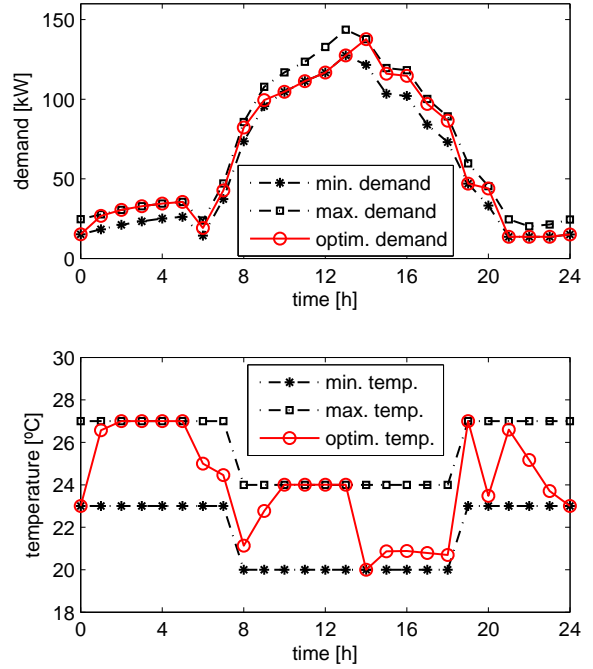 150
100
50
0
demand [kW]
min. demand
max. demand
optim. demand
0 4 8 12 16 20 24
time [h]
30
28
26
24
22
20
18
temperature [ºC]
min. temp.
max. temp.
optim. temp.
0 4 8 12 16 20 24
time [h]